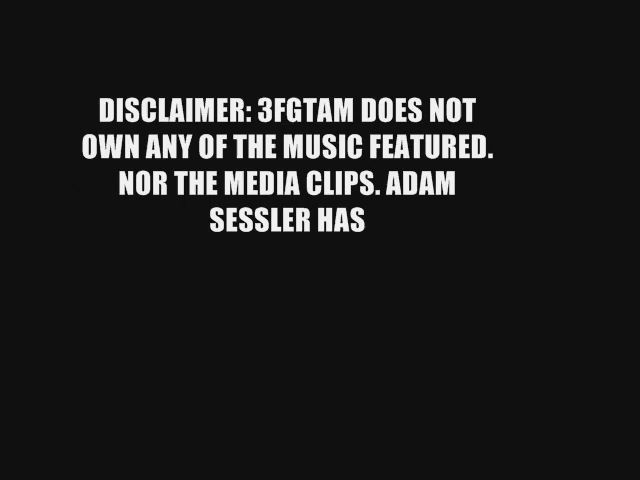 DISCLAIMER: 3FGTAM DOES NOT
OWN ANY OF THE MUSIC FEATURED.
NOR THE MEDIA CLIPS. ADAM
SESSLER HAS